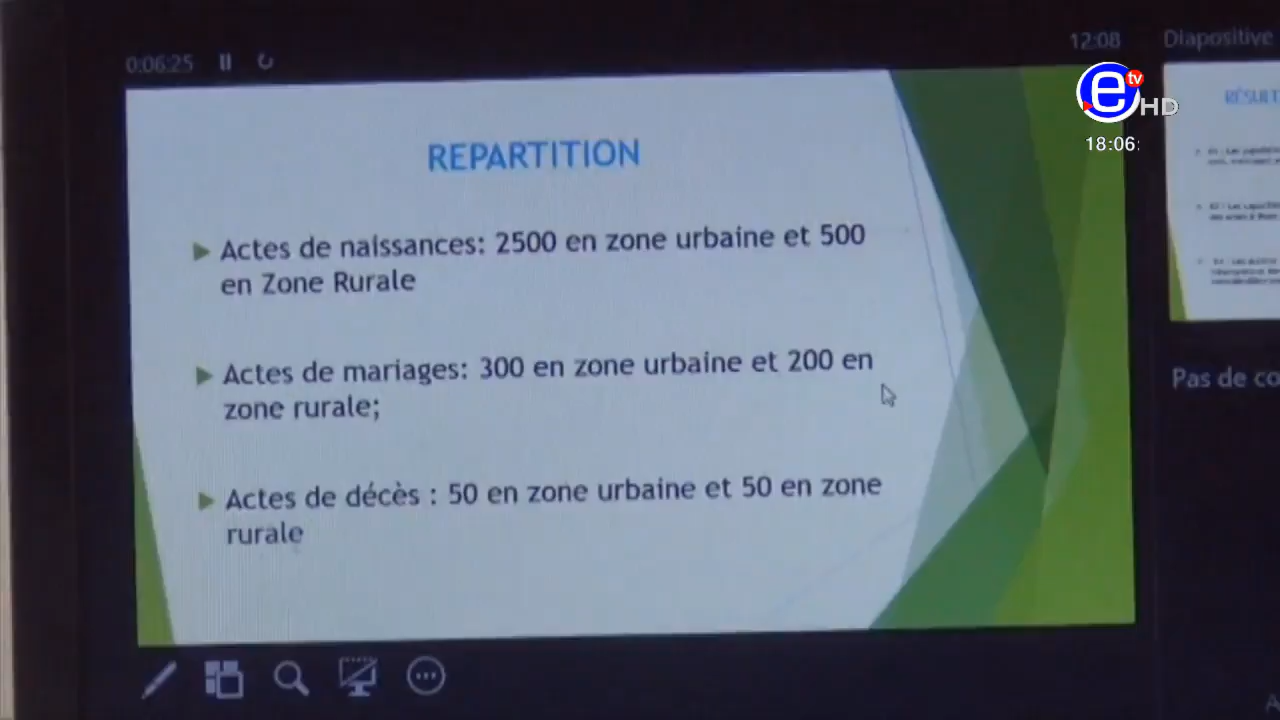 0:06:25
12:08
Diapositive
e tv HD
18:06:
RÉSULT
REPARTITION
Actes de naissances: 2500 en zone urbaine et 500
en Zone Rurale
Actes de mariages: 300 en zone urbaine et 200 en
zone rurale;
Actes de décès : 50 en zone urbaine et 50 en zone
rurale
Pas de co